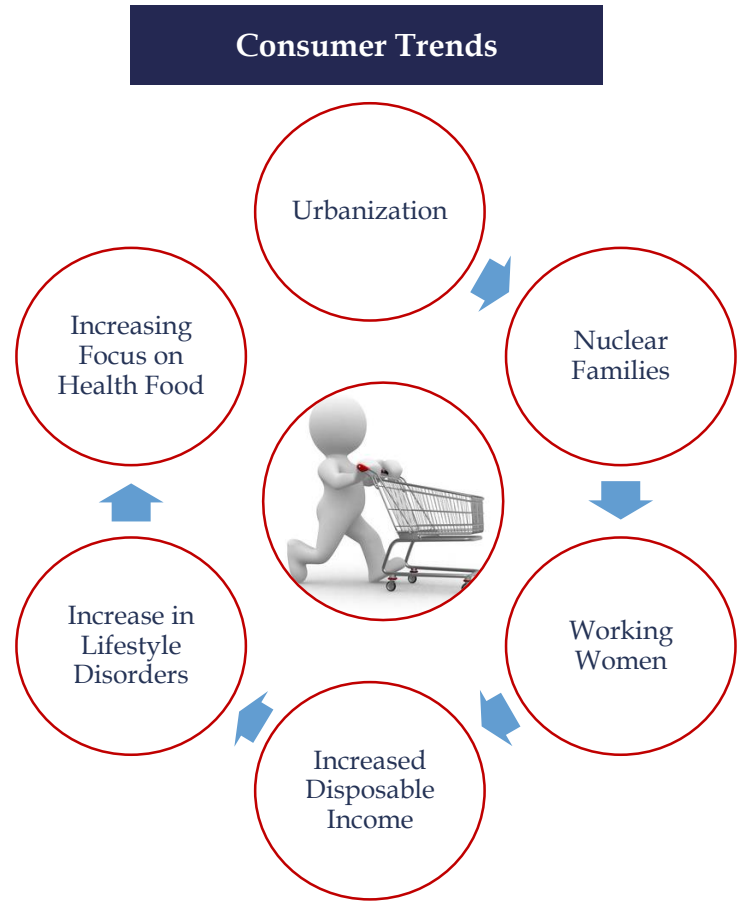 Consumer Trends
Urbanization
Nuclear
Families
Working
Women
Increased
Disposable
Income
Increase in
Lifestyle
Disorders
Increasing
Focus on
Health Food